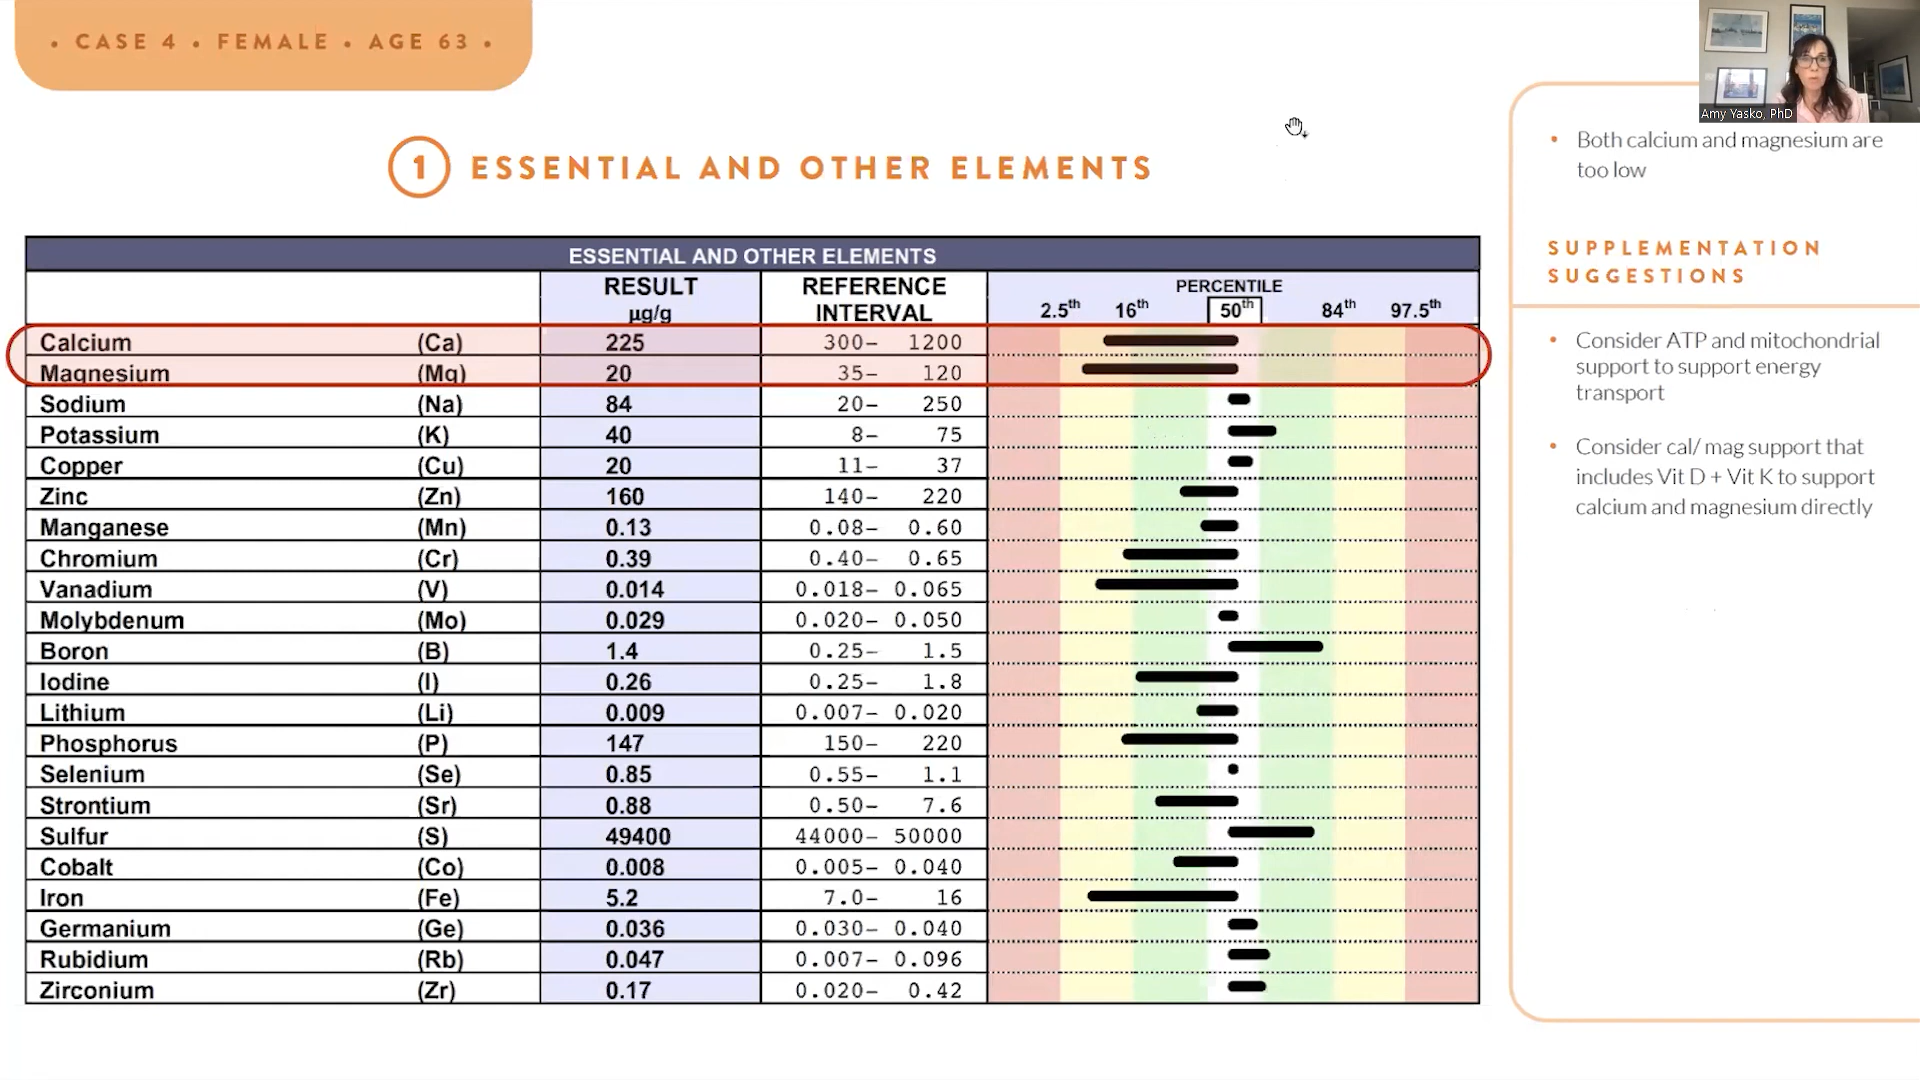 • CASE 4 • FEMALE • AGE 63 •
Amy Yasko, PhD
1 ESSENTIAL AND OTHER ELEMENTS
ESSENTIAL AND OTHER ELEMENTS
RESULT µg/g REFERENCE INTERVAL PERCENTILE
2.5th 16th 50th 84th 97.5th
Calcium (Ca) 225 300- 1200
Magnesium (Mg) 20 35- 120
Sodium (Na) 84 20- 250
Potassium (K) 40 8- 75
Copper (Cu) 20 11- 37
Zinc (Zn) 160 140- 220
Manganese (Mn) 0.13 0.08- 0.60
Chromium (Cr) 0.39 0.40- 0.65
Vanadium (V) 0.014 0.018- 0.065
Molybdenum (Mo) 0.029 0.020- 0.050
Boron (B) 1.4 0.25- 1.5
Iodine (I) 0.26 0.25- 1.8
Lithium (Li) 0.009 0.007- 0.020
Phosphorus (P) 147 150- 220
Selenium (Se) 0.85 0.55- 1.1
Strontium (Sr) 0.88 0.50- 7.6
Sulfur (S) 49400 44000- 50000
Cobalt (Co) 0.008 0.005- 0.040
Iron (Fe) 5.2 7.0- 16
Germanium (Ge) 0.036 0.030- 0.040
Rubidium (Rb) 0.047 0.007- 0.096
Zirconium (Zr) 0.17 0.020- 0.42
• Both calcium and magnesium are
too low
SUPPLEMENTATION
SUGGESTIONS
• Consider ATP and mitochondrial
support to support energy
transport
• Consider cal/ mag support that
includes Vit D + Vit K to support
calcium and magnesium directly